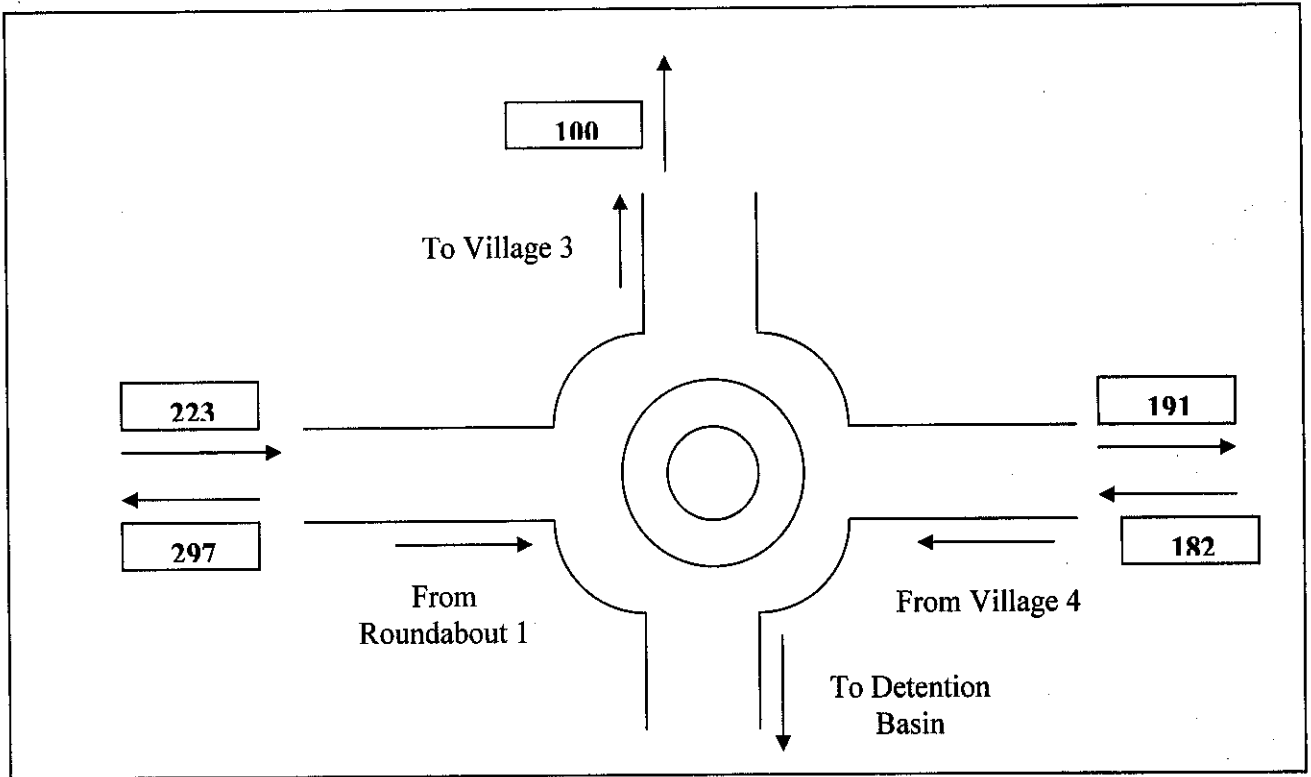 100
To Village 3
223
191
297
182
From
Roundabout 1
From Village 4
To Detention
Basin